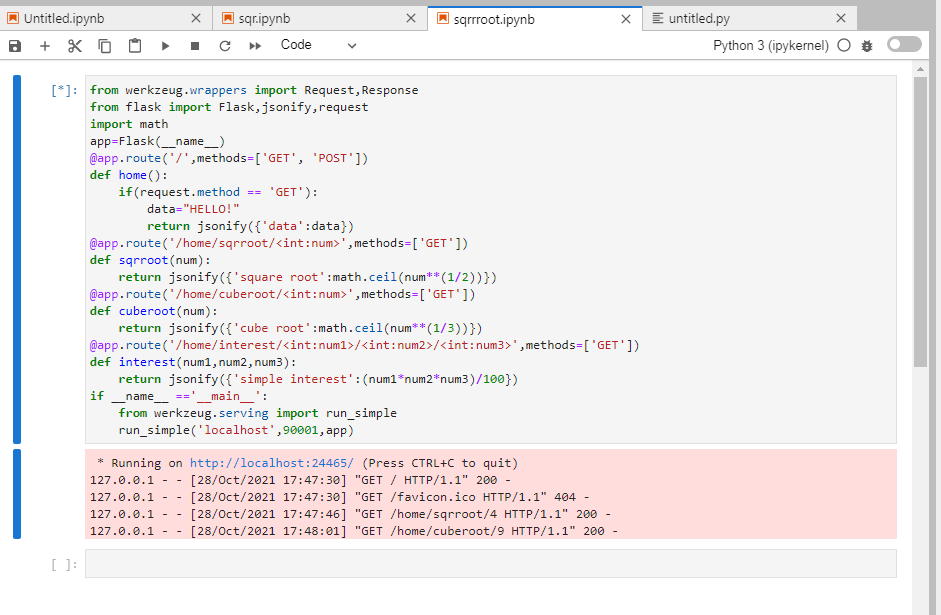 Untitled.ipynb
sqr.ipynb
sqrrroot.ipynb
untitled.py
Code
Python 3 (ipykernel)
[*]:
from werkzeug.wrappers import Request,Response
from flask import Flask,jsonify,request
import math
app=Flask(__name__)
@app.route('/',methods=['GET', 'POST'])
def home():
    if(request.method == 'GET'):
        data="HELLO!"
        return jsonify({'data':data})
@app.route('/home/sqrroot/<int:num>',methods=['GET'])
def sqrroot(num):
    return jsonify({'square root':math.ceil(num**(1/2))})
@app.route('/home/cuberoot/<int:num>',methods=['GET'])
def cuberoot(num):
    return jsonify({'cube root':math.ceil(num**(1/3))})
@app.route('/home/interest/<int:num1>/<int:num2>/<int:num3>',methods=['GET'])
def interest(num1,num2,num3):
    return jsonify({'simple interest':(num1*num2*num3)/100})
if __name__ =='__main__':
    from werkzeug.serving import run_simple
    run_simple('localhost',90001,app)
 * Running on http://localhost:24465/ (Press CTRL+C to quit)
127.0.0.1 - - [28/Oct/2021 17:47:30] "GET / HTTP/1.1" 200 -
127.0.0.1 - - [28/Oct/2021 17:47:30] "GET /favicon.ico HTTP/1.1" 404 -
127.0.0.1 - - [28/Oct/2021 17:47:46] "GET /home/sqrroot/4 HTTP/1.1" 200 -
127.0.0.1 - - [28/Oct/2021 17:48:01] "GET /home/cuberoot/9 HTTP/1.1" 200 -
[ ]: